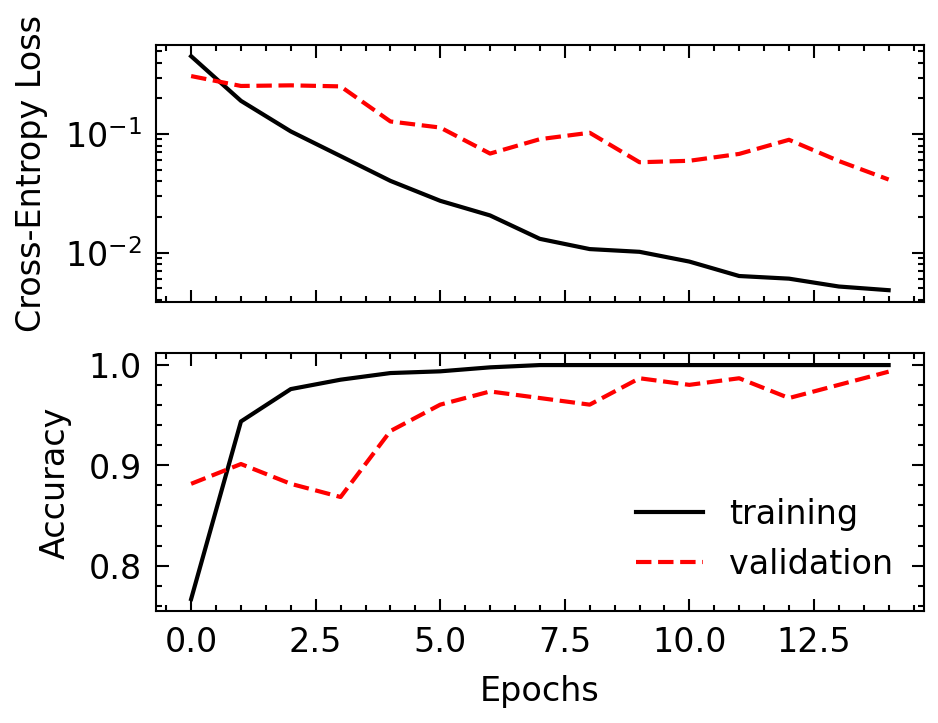 Cross-Entropy Loss
10⁻¹
10⁻²
Accuracy
1.0
0.9
0.8
training
validation
0.0 2.5 5.0 7.5 10.0 12.5
Epochs